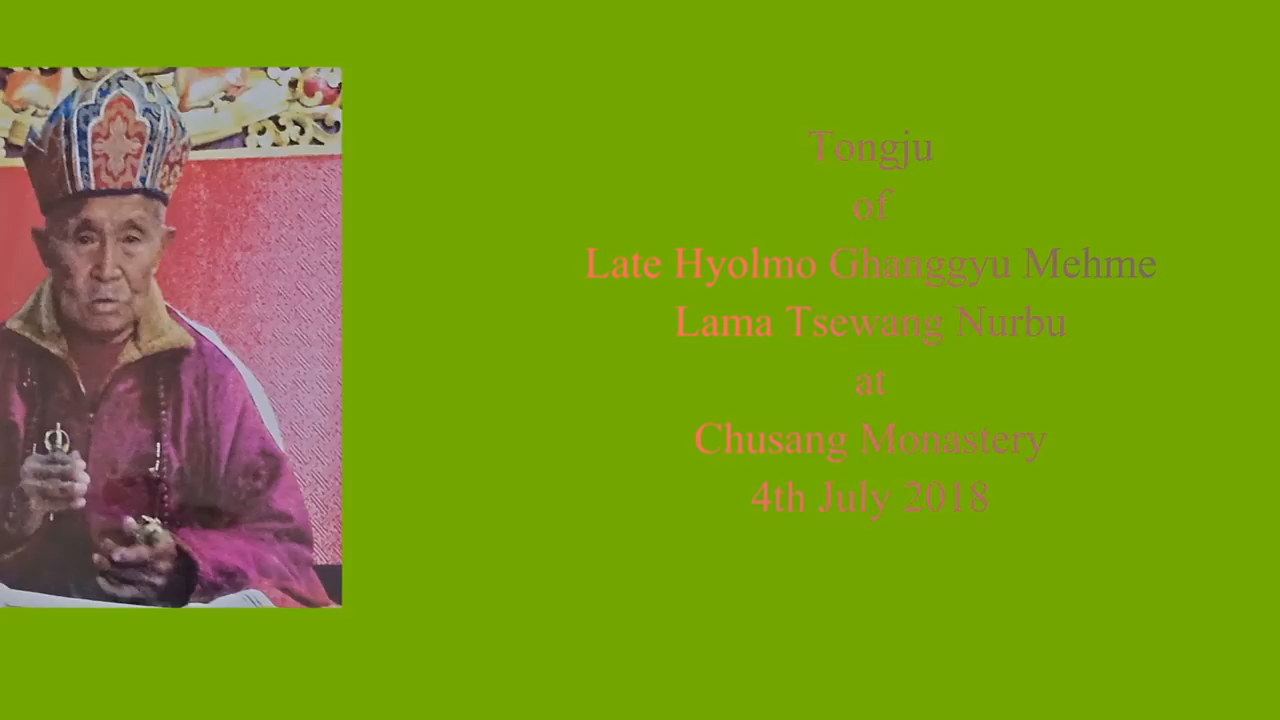 Tongju
of
Late Hyolmo Ghanggyu Mehme
Lama Tsewang Nurbu
at
Chusang Monastery
4th July 2018